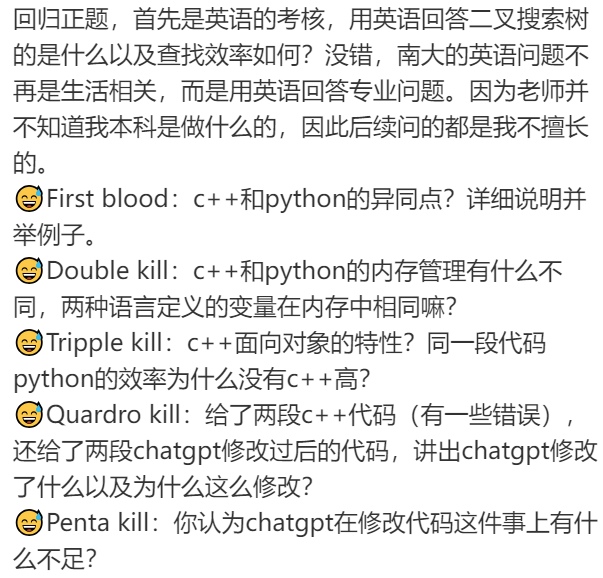 回归正题，首先是英语的考核，用英语回答二叉搜索树
的是什么以及查找效率如何？没错，南大的英语问题不
再是生活相关，而是用英语回答专业问题。因为老师并
不知道我本科是做什么的，因此后续问的都是我不擅长
的。
😅First blood：c++和python的异同点？详细说明并
举例子。
😅Double kill：c++和python的内存管理有什么不
同，两种语言定义的变量在内存中相同嘛？
😅Tripple kill：c++面向对象的特性？同一段代码
python的效率为什么没有c++高？
😅Quardro kill：给了两段c++代码（有一些错误），
还给了两段chatgpt修改过后的代码，讲出chatgpt修改
了什么以及为什么这么修改？
😅Penta kill：你认为chatgpt在修改代码这件事上有什
么不足？